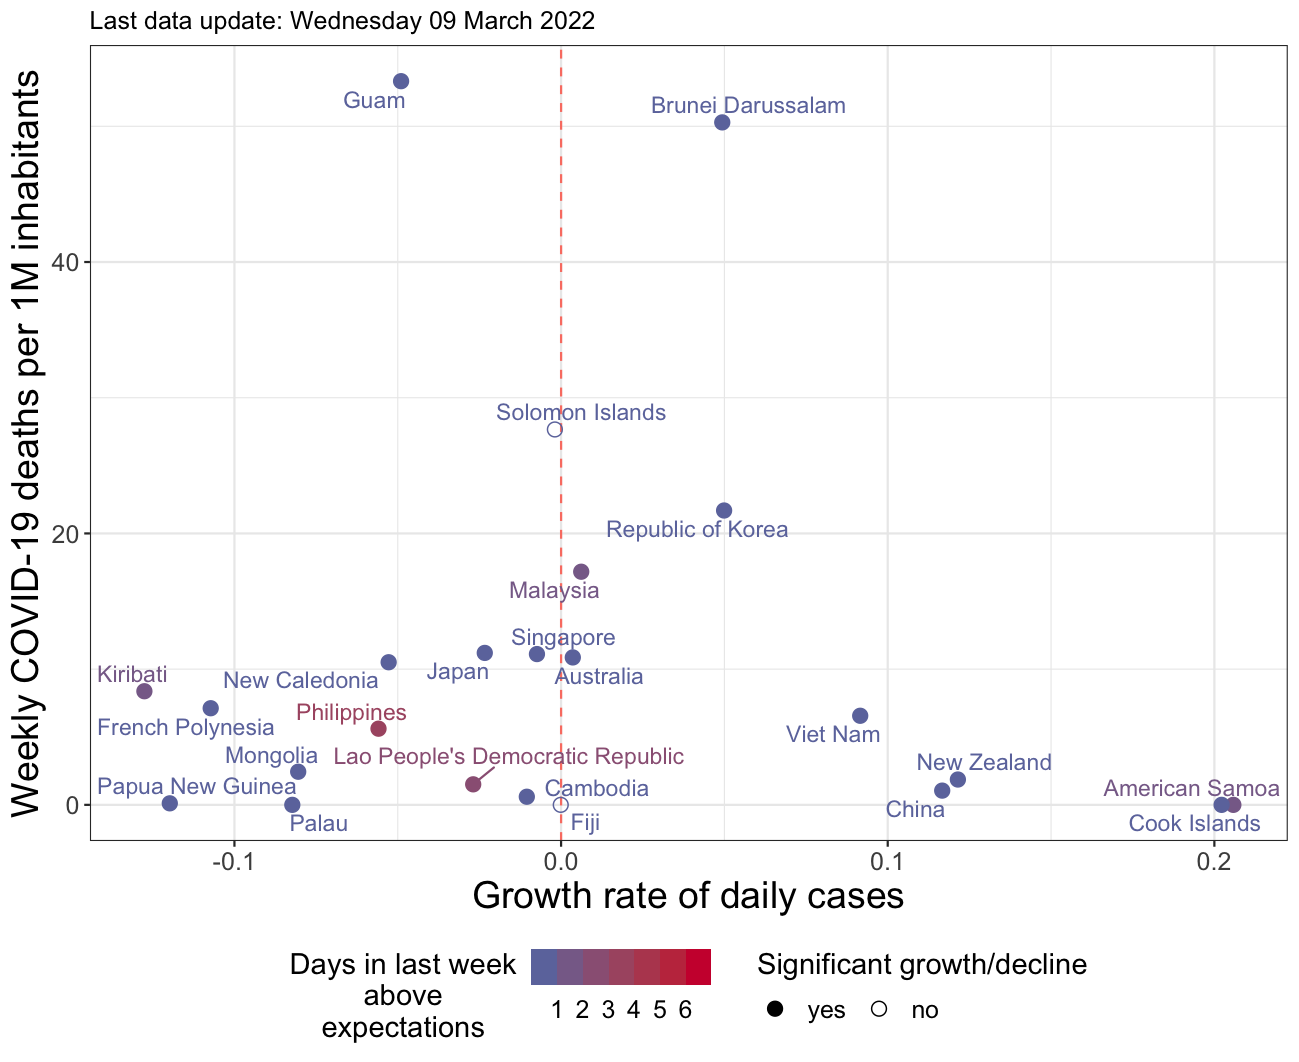 Last data update: Wednesday 09 March 2022
Weekly COVID-19 deaths per 1M inhabitants
40
20
0
Guam
Brunei Darussalam
Solomon Islands
Republic of Korea
Malaysia
Singapore
Japan
Australia
Kiribati
New Caledonia
Philippines
French Polynesia
Viet Nam
Mongolia
Lao People's Democratic Republic
New Zealand
Papua New Guinea
Cambodia
American Samoa
China
Palau
Fiji
Cook Islands
-0.1
0.0
0.1
0.2
Growth rate of daily cases
Days in last week
above
expectations
1 2 3 4 5 6
Significant growth/decline
yes
no